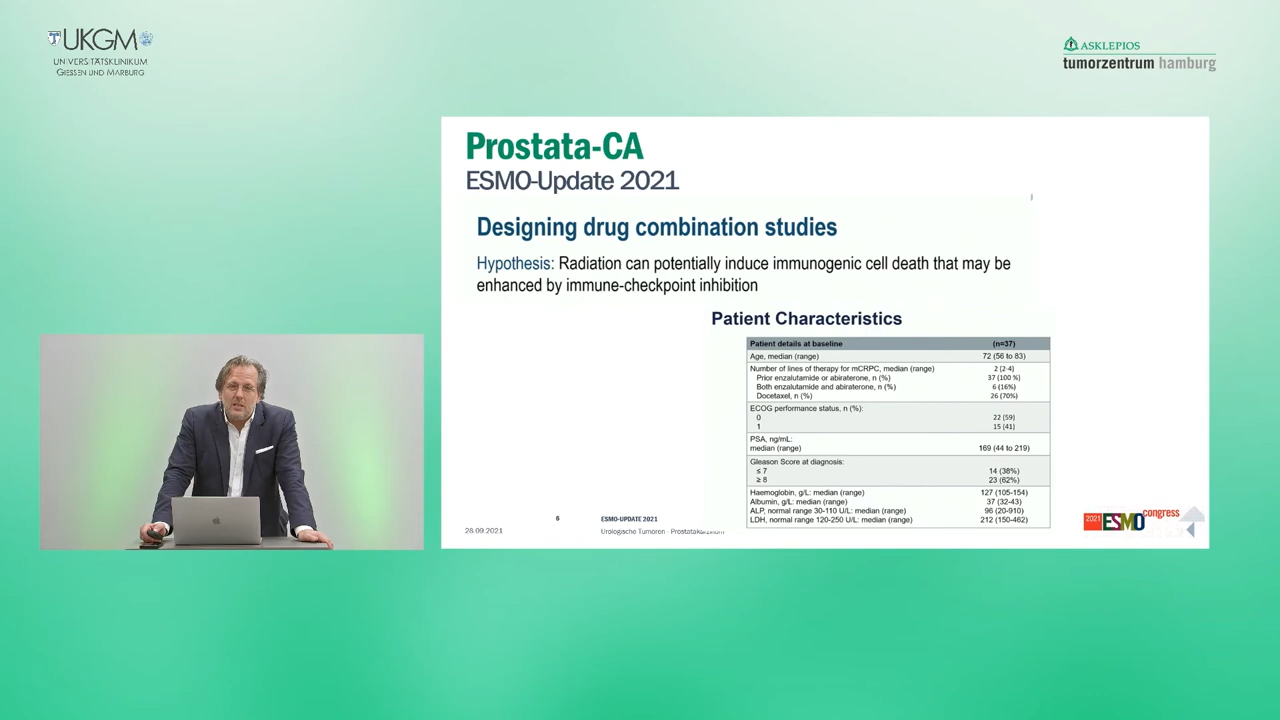 UKGM
UNIVERSITÄTSKLINIKUM
GIESSEN UND MARBURG
ASKLEPIOS
tumorzentrum hamburg
Prostata-CA
ESMO-Update 2021
Designing drug combination studies
Hypothesis: Radiation can potentially induce immunogenic cell death that may be
enhanced by immune-checkpoint inhibition
Patient Characteristics
Patient details at baseline (n=37)
Age, median (range) 72 (56 to 83)
Number of lines of therapy for mCRPC, median (range) 2 (2-4)
Prior enzalutamide or abiraterone, n (%) 37 (100 %)
Both enzalutamide and abiraterone, n (%) 6 (16%)
Docetaxel, n (%) 26 (70%)
ECOG performance status, n (%):
0 22 (59)
1 15 (41)
PSA, ng/mL:
median (range) 169 (44 to 219)
Gleason Score at diagnosis:
≤ 7 14 (38%)
≥ 8 23 (62%)
Haemoglobin, g/L: median (range) 127 (105-154)
Albumin, g/L: median (range) 37 (32-43)
ALP, normal range 30-110 U/L: median (range) 96 (20-910)
LDH, normal range 120-250 U/L: median (range) 212 (150-462)
28.09.2021
6
ESMO-UPDATE 2021
Urologische Tumoren - Prostatakarzinom
2021 ESMO congress